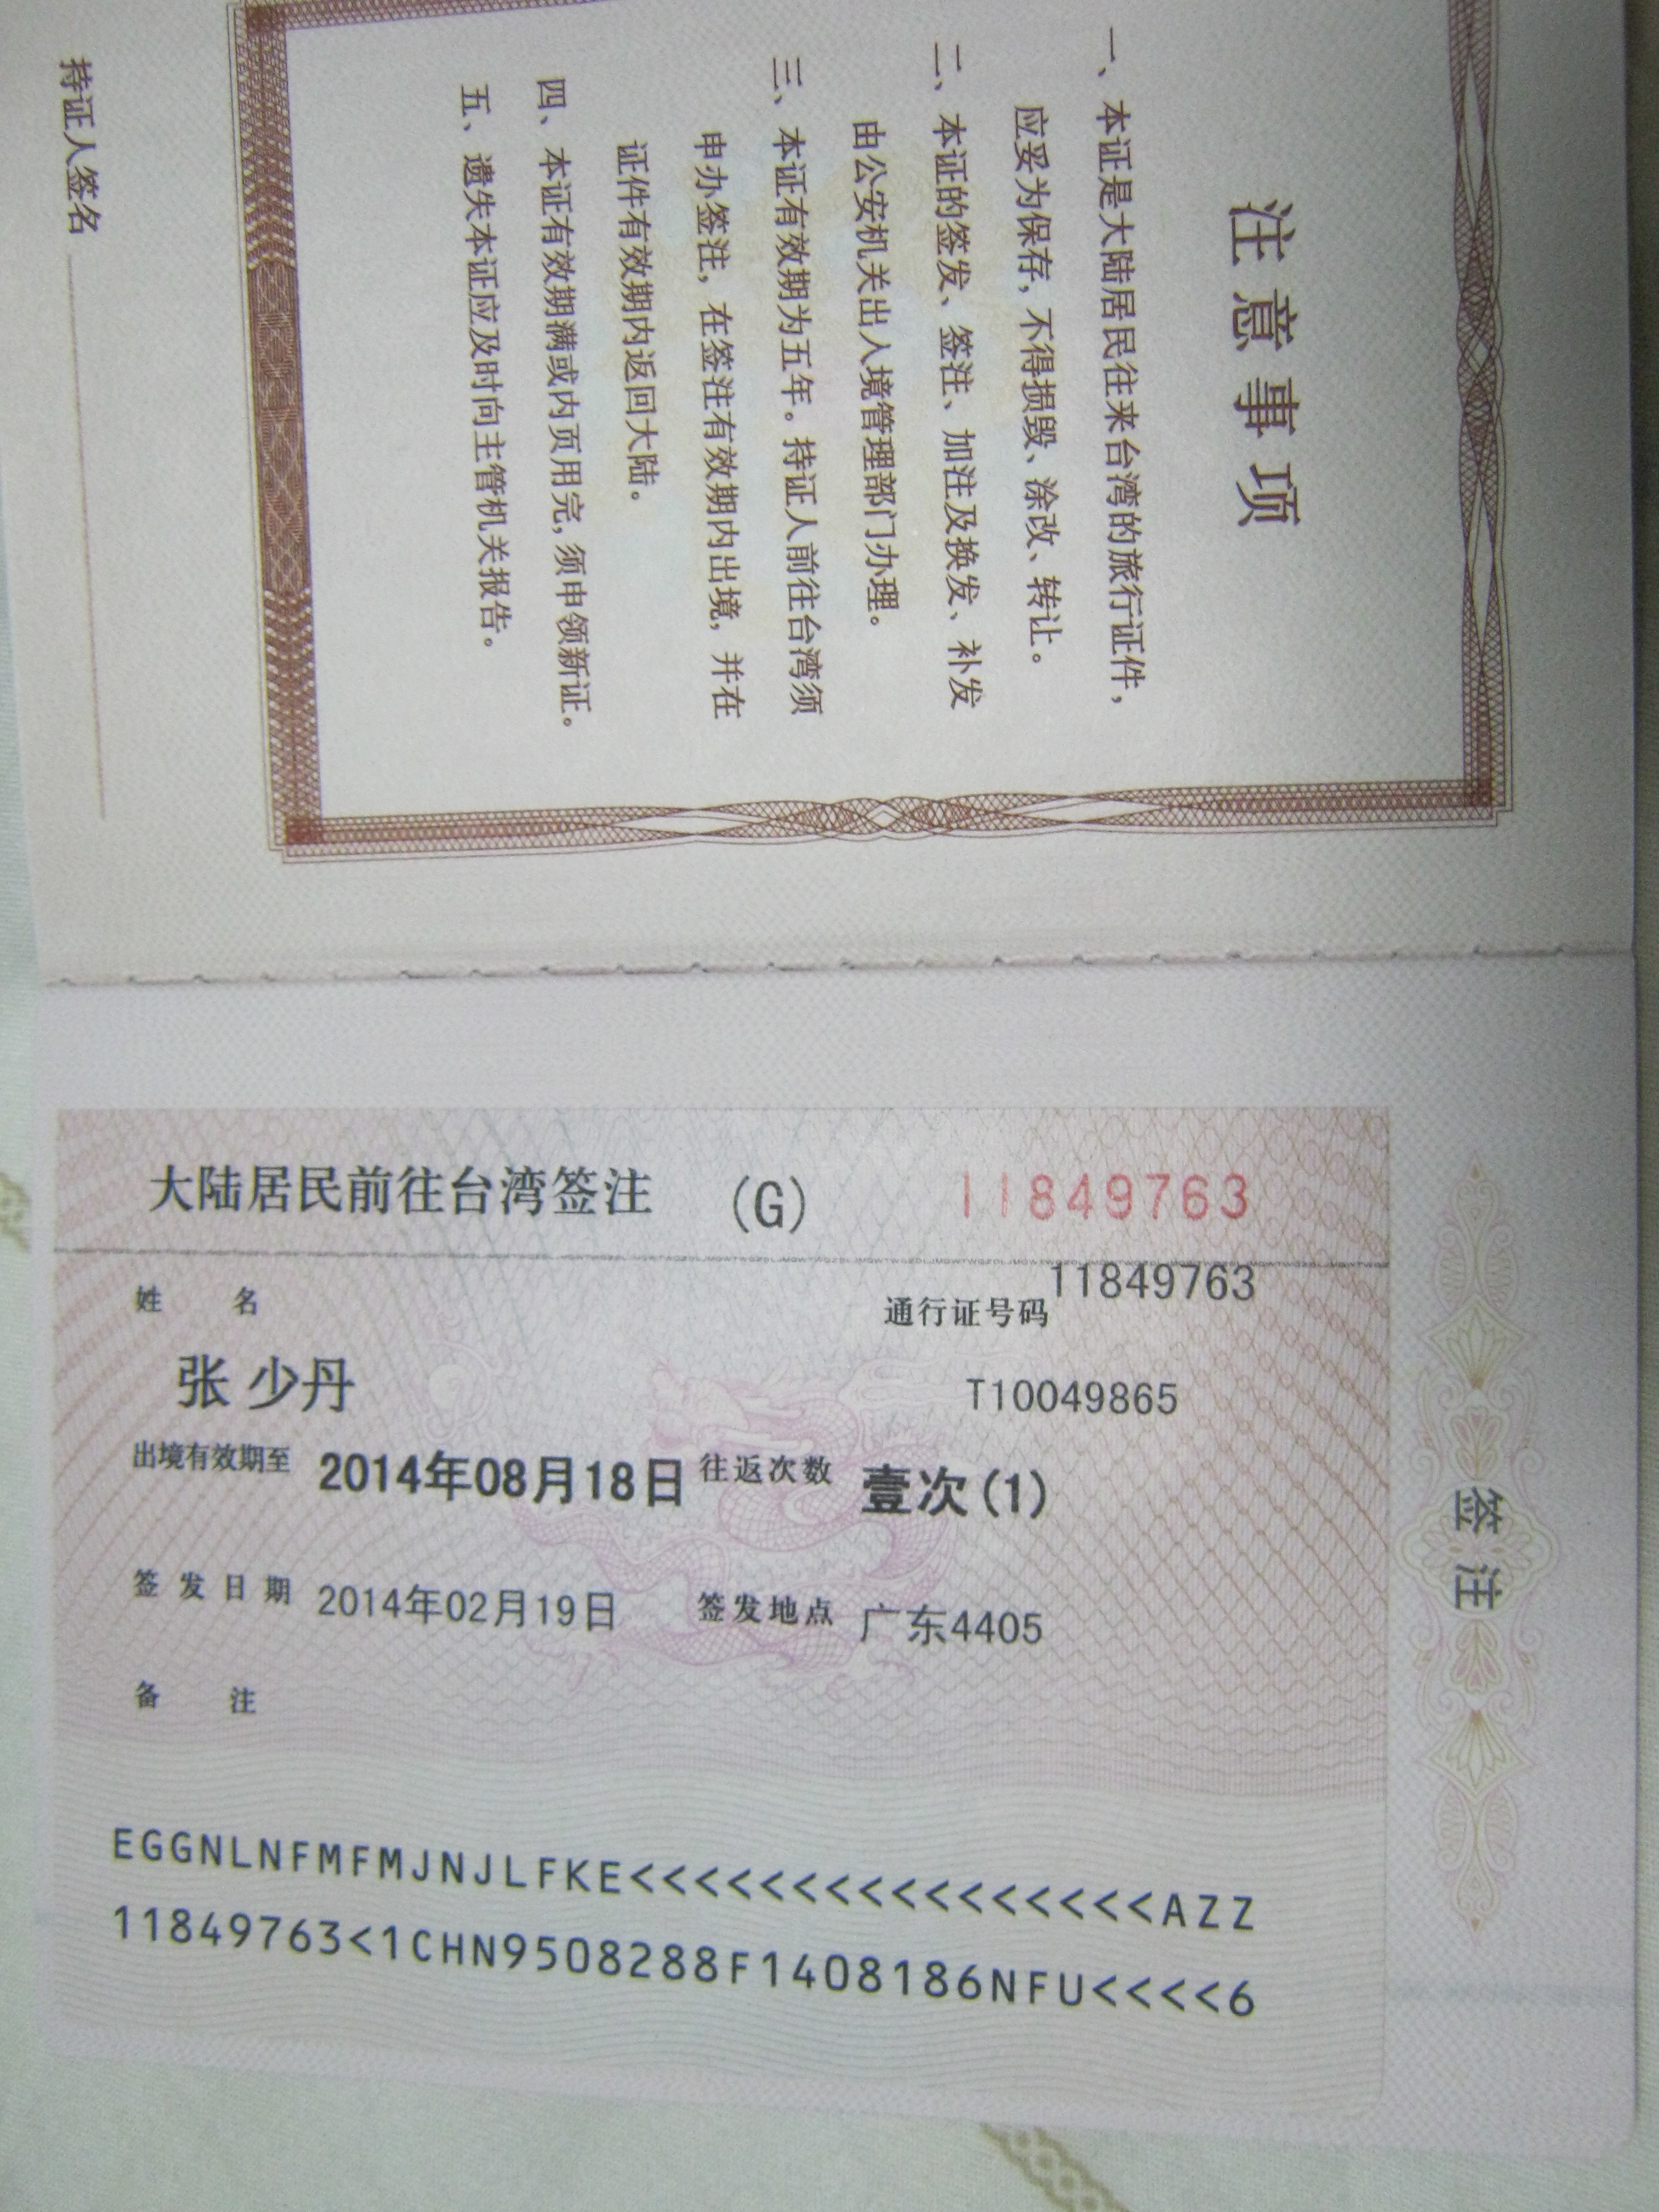 注意事项
一、本证是大陆居民往来台湾的旅行证件，
应妥为保存，不得损毁、涂改、转让。
二、本证的签发、签注、加注及换发、补发
由公安机关出入境管理部门办理。
三、本证有效期为五年。持证人前往台湾须
申办签注，在签注有效期内出境，并在
证件有效期内返回大陆。
四、本证有效期满或内页用完，须申领新证。
五、遗失本证应及时向主管机关报告。
持证人签名
签注
大陆居民前往台湾签注 (G) 11849763
11849763
姓 名 通行证号码
张少丹 T10049865
出境有效期至 2014年08月18日 往返次数 壹次(1)
签发日期 2014年02月19日 签发地点 广东4405
备 注
EGGNLNFMFMJNJLFKE<<<<<<<<<<<<<<<<AZZ
11849763<1CHN9508288F1408186NFU<<<<6